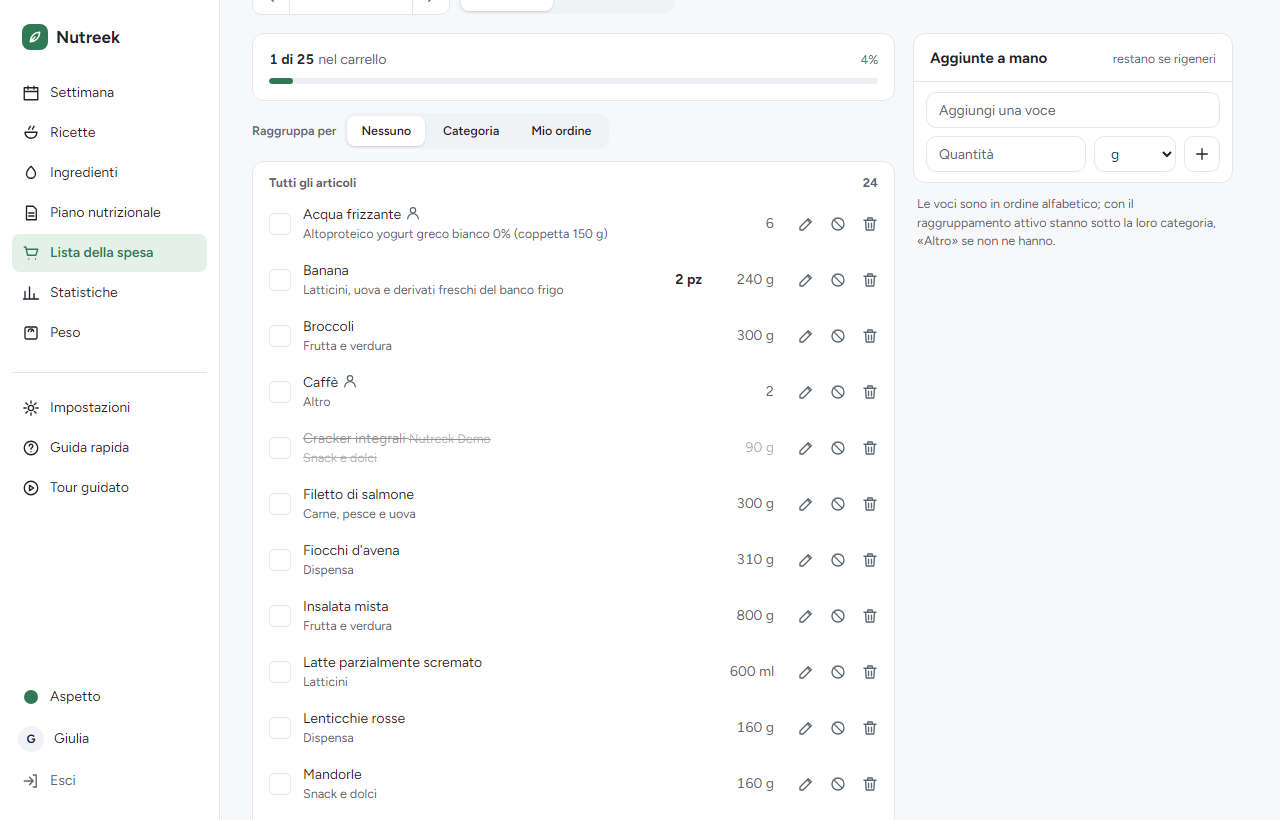 Nutreek
Settimana
Ricette
Ingredienti
Piano nutrizionale
Lista della spesa
Statistiche
Peso
Impostazioni
Guida rapida
Tour guidato
Aspetto
G Giulia
Esci
1 di 25 nel carrello 4%
Raggruppa per Nessuno Categoria Mio ordine
Tutti gli articoli 24
Acqua frizzante 6
Altoproteico yogurt greco bianco 0% (coppetta 150 g)
Banana 2 pz 240 g
Latticini, uova e derivati freschi del banco frigo
Broccoli 300 g
Frutta e verdura
Caffè 2
Altro
Cracker integrali Nutreek Demo 90 g
Snack e dolci
Filetto di salmone 300 g
Carne, pesce e uova
Fiocchi d'avena 310 g
Dispensa
Insalata mista 800 g
Frutta e verdura
Latte parzialmente scremato 600 ml
Latticini
Lenticchie rosse 160 g
Dispensa
Mandorle 160 g
Snack e dolci
Aggiunte a mano restano se rigeneri
Aggiungi una voce
Quantità g
Le voci sono in ordine alfabetico; con il
raggruppamento attivo stanno sotto la loro categoria,
«Altro» se non ne hanno.